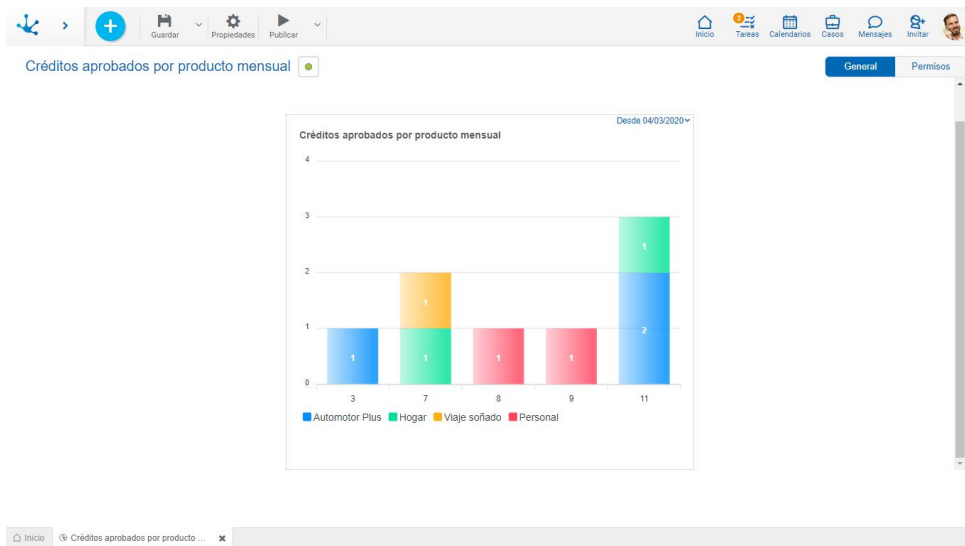 Guardar
Propiedades
Publicar
Inicio
2
Tareas
Calendarios
Casos
Mensajes
Invitar
Créditos aprobados por producto mensual
General
Permisos
Desde 04/03/2020
Créditos aprobados por producto mensual
4
3
2
1
0
1
1
1
1
1
1
2
3
7
8
9
11
Automotor Plus
Hogar
Viaje soñado
Personal
Inicio
Créditos aprobados por producto ...